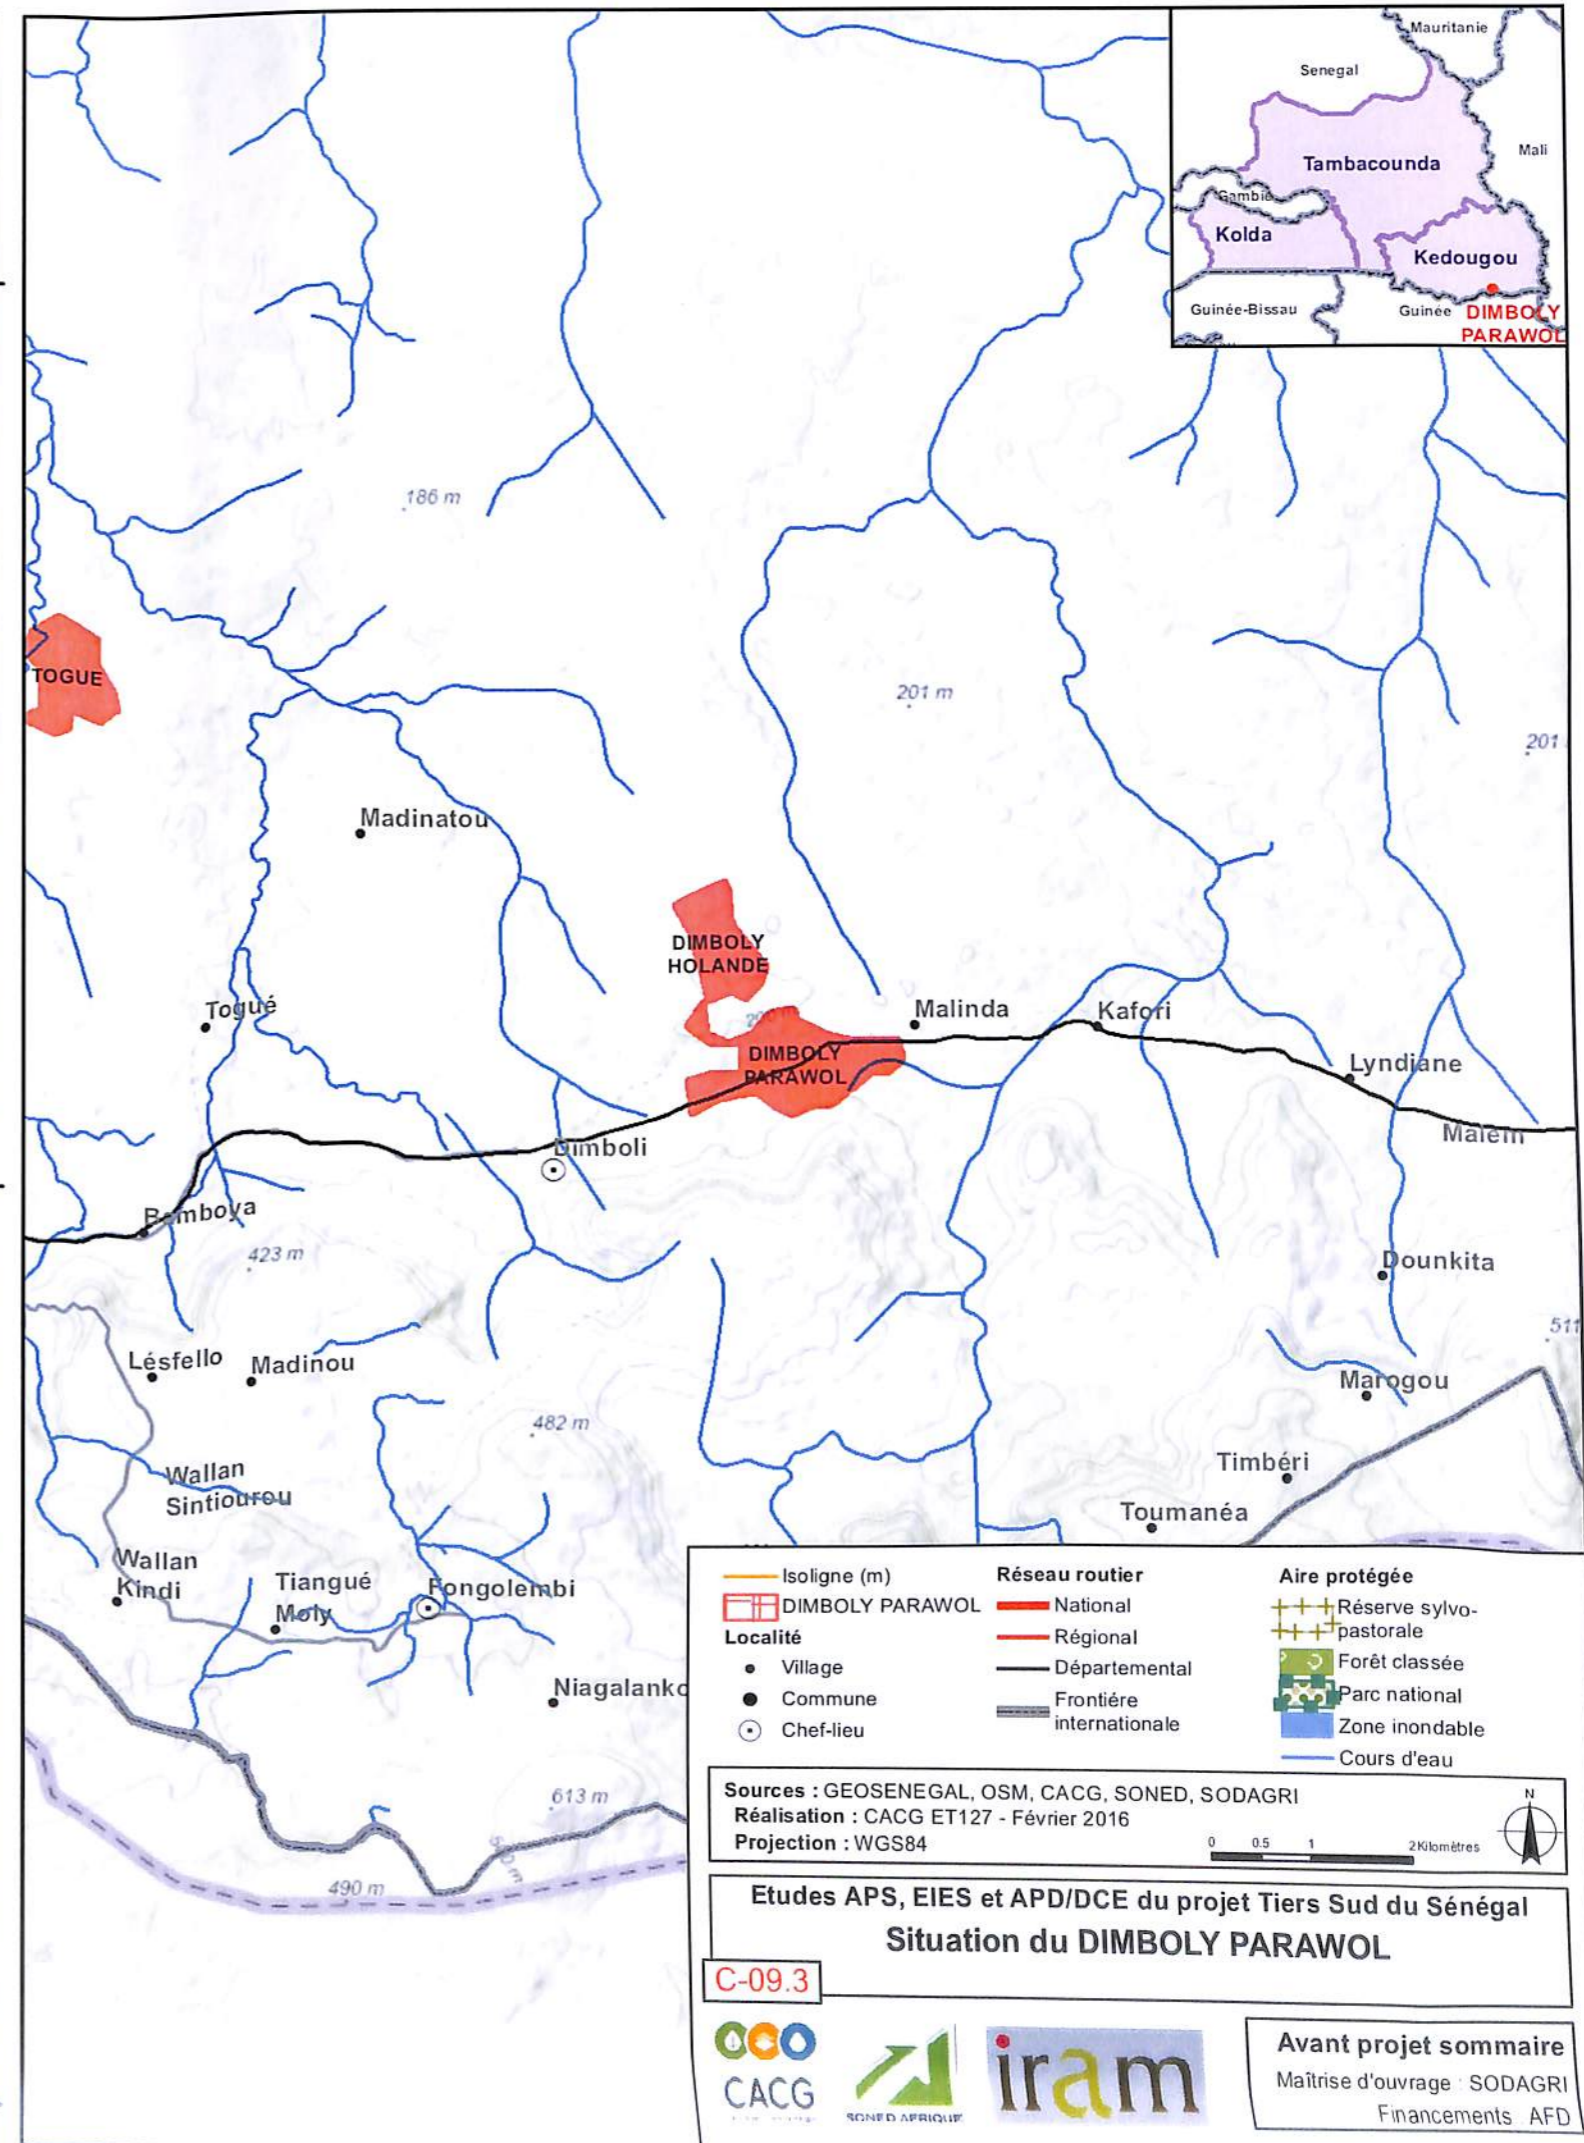 Mauritanie
Senegal
Mali
Tambacounda
Gambie
Kolda
Kedougou
Guinée-Bissau
Guinée
DIMBOLY
PARAWOL
186 m
TOGUE
201 m
201
Madinatou
DIMBOLY
HOLANDE
Togué
Malinda
Kafori
DIMBOLY
PARAWOL
Lyndiane
Malem
Dimboli
Bamboya
423 m
Dounkita
511
Lésfello
Madinou
Marogou
482 m
Timbéri
Wallan
Sintiourou
Toumanéa
Wallan
Kindi
Tiangué
Moly
Fongolembi
Niagalanko
613 m
490 m
Isoligne (m)
DIMBOLY PARAWOL
Localité
Village
Commune
Chef-lieu
Réseau routier
National
Régional
Départemental
Frontiére
internationale
Aire protégée
Réserve sylvo-
pastorale
Forêt classée
Parc national
Zone inondable
Cours d'eau
Sources : GEOSENEGAL, OSM, CACG, SONED, SODAGRI
Réalisation : CACG ET127 - Février 2016
Projection : WGS84
0 0.5 1 2 Kilomètres
N
Etudes APS, EIES et APD/DCE du projet Tiers Sud du Sénégal
Situation du DIMBOLY PARAWOL
C-09.3
CACG
SONED AFRIQUE
iram
Avant projet sommaire
Maîtrise d'ouvrage : SODAGRI
Financements AFD